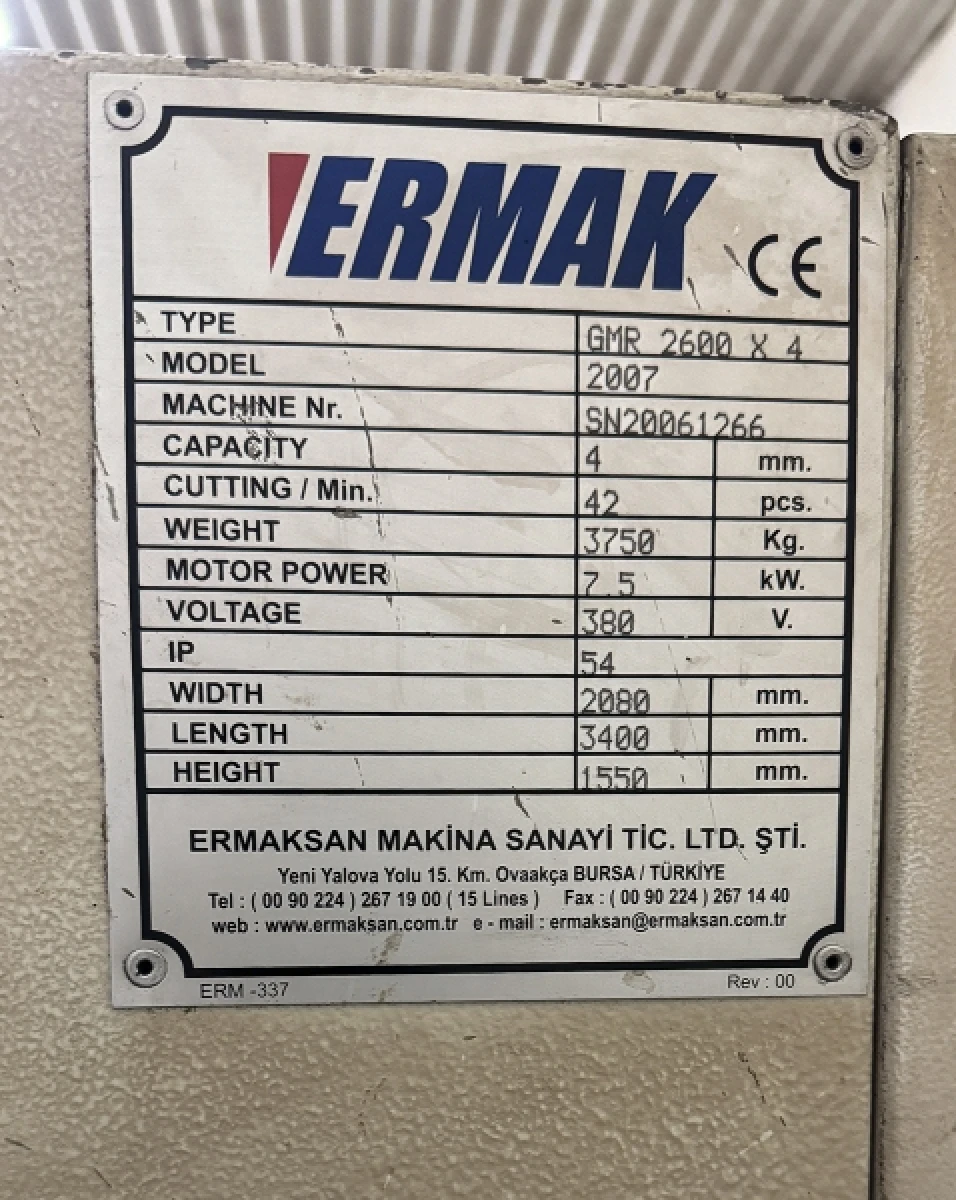 ERMAK CE
TYPE GMR 2600 X 4
MODEL 2007
MACHINE Nr. SN20061266
CAPACITY 4 mm.
CUTTING / Min. 42 pcs.
WEIGHT 3750 Kg.
MOTOR POWER 7.5 kW.
VOLTAGE 380 V.
IP 54
WIDTH 2080 mm.
LENGTH 3400 mm.
HEIGHT 1550 mm.
ERMAKSAN MAKİNA SANAYİ TİC. LTD. ŞTİ.
Yeni Yalova Yolu 15. Km. Ovaakça BURSA / TÜRKİYE
Tel : ( 00 90 224 ) 267 19 00 ( 15 Lines ) Fax : ( 00 90 224 ) 267 14 40
web : www.ermaksan.com.tr e - mail : ermaksan@ermaksan.com.tr
ERM -337 Rev : 00